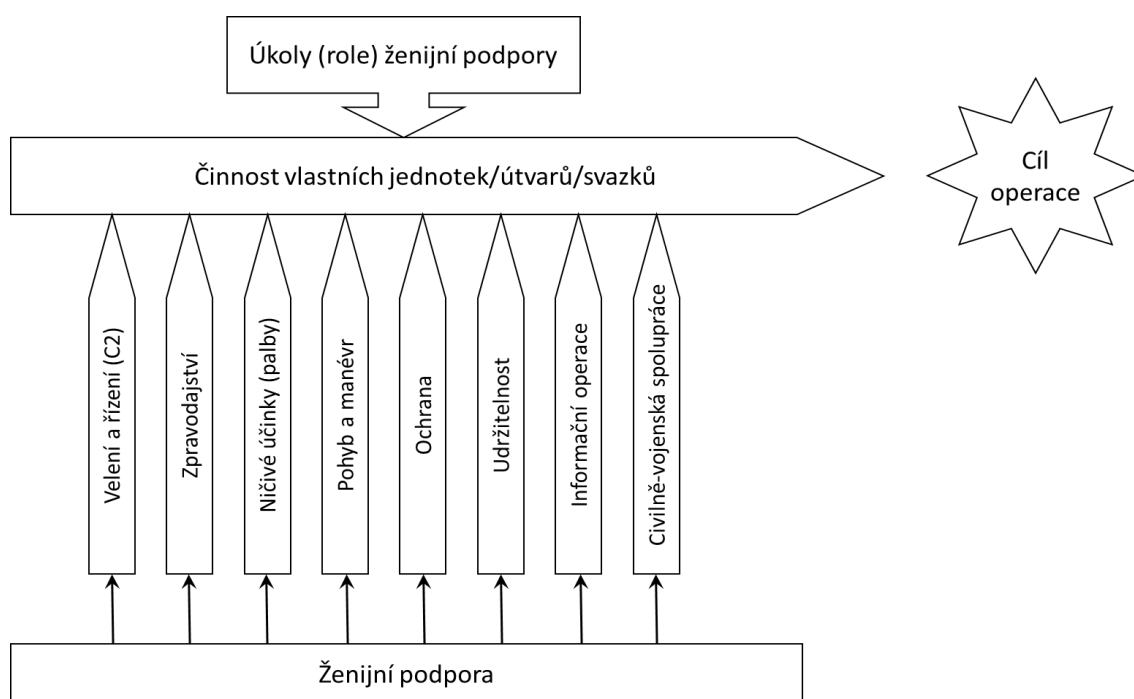 Úkoly (role) ženijní podpory
Činnost vlastních jednotek/útvarů/svazků
Cíl
operace
Velení a řízení (C2)
Zpravodajství
Ničivé účinky (palby)
Pohyb a manévr
Ochrana
Udržitelnost
Informační operace
Civilně-vojenská spolupráce
Ženijní podpora